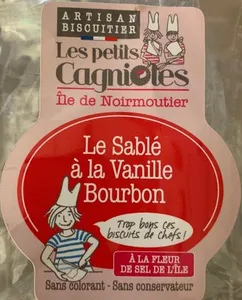 ARTISAN
BISCUITIER
Les petits
Cagniotes
Île de Noirmoutier
Le Sablé
à la Vanille
Bourbon
Trop bons ces
biscuits de chefs !
À LA FLEUR
DE SEL DE L'ÎLE
Sans colorant - Sans conservateur